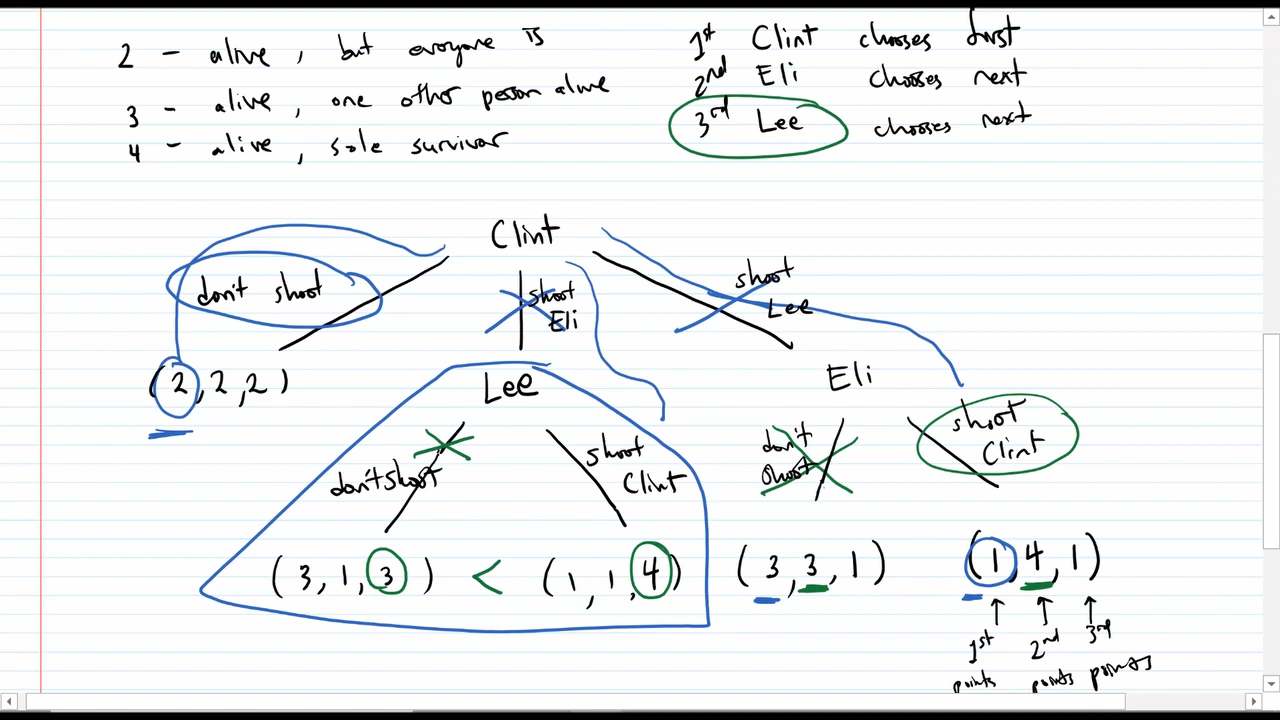 2 - alive, but everyone is
3 - alive, one other person alive
4 - alive, sole survivor
1st Clint chooses first
2nd Eli chooses next
3rd Lee chooses next
Clint
don't shoot
shoot
Eli
shoot
Lee
(2,2,2)
Lee
Eli
don't shoot
shoot
Clint
don't
shoot
shoot
Clint
(3,1,3) < (1,1,4)
(3,3,1)
(1,4,1)
1st
points
2nd
points
3rd
points